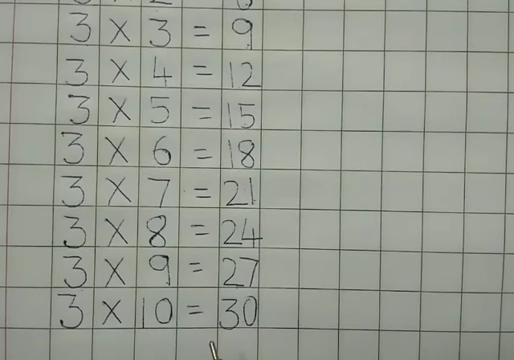 3 × 3 = 9
3 × 4 = 12
3 × 5 = 15
3 × 6 = 18
3 × 7 = 21
3 × 8 = 24
3 × 9 = 27
3 × 10 = 30